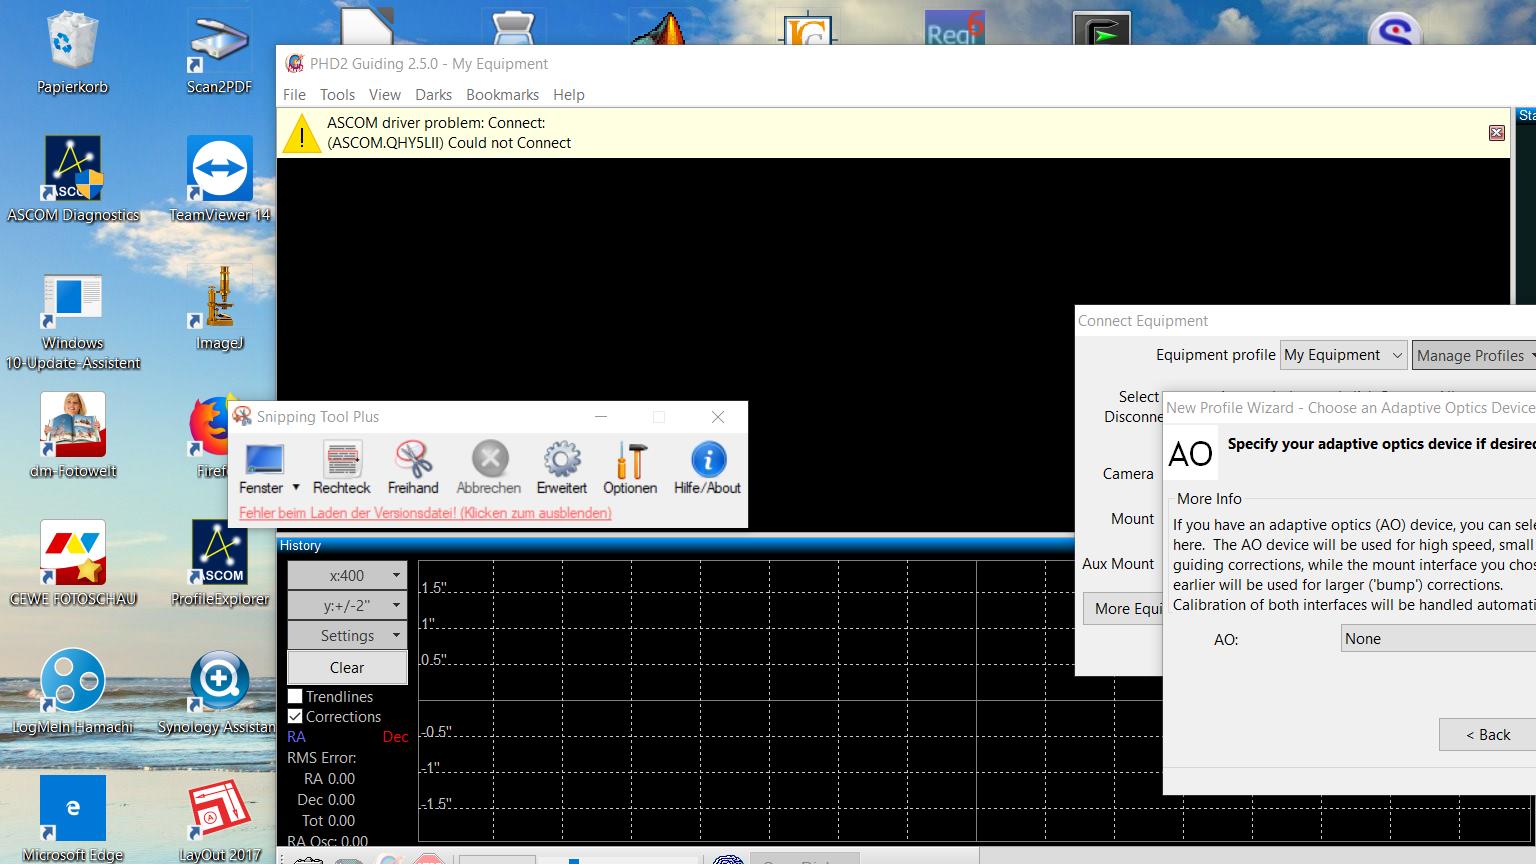 Papierkorb
Scan2PDF
ASCOM Diagnostics
TeamViewer 14
Windows
10-Update-Assistent
ImageJ
dm-Fotowelt
Firef
CEWE FOTOSCHAU
ASCOM
ProfileExplorer
LogMeIn Hamachi
Synology Assistan
Microsoft Edge
LayOut 2017
PHD2 Guiding 2.5.0 - My Equipment
File Tools View Darks Bookmarks Help
ASCOM driver problem: Connect:
(ASCOM.QHY5LII) Could not Connect
Sta
Connect Equipment
Equipment profile My Equipment Manage Profiles
Select
Disconne
Camera
Mount
Aux Mount
More Equi
New Profile Wizard - Choose an Adaptive Optics Device
AO Specify your adaptive optics device if desired
More Info
If you have an adaptive optics (AO) device, you can sele
here. The AO device will be used for high speed, small
guiding corrections, while the mount interface you chos
earlier will be used for larger ('bump') corrections.
Calibration of both interfaces will be handled automati
AO: None
< Back
Snipping Tool Plus
Fenster Rechteck Freihand Abbrechen Erweitert Optionen Hilfe/About
Fehler beim Laden der Versionsdatei! (Klicken zum ausblenden)
History
x:400
y:+/-2"
Settings
Clear
Trendlines
Corrections
RA Dec
RMS Error:
RA 0.00
Dec 0.00
Tot 0.00
RA Osc: 0.00
1.5"
1"
0.5"
-0.5"
-1"
-1.5"